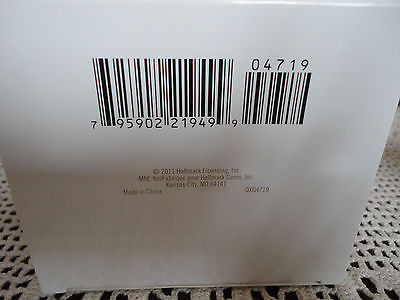 04719
7 95902 21949 9
© 2011 Hallmark Licensing, Inc.
Mfd. for/Fabriqué pour Hallmark Cards, Inc.
Kansas City, MO 64141
Made in China QXG4719